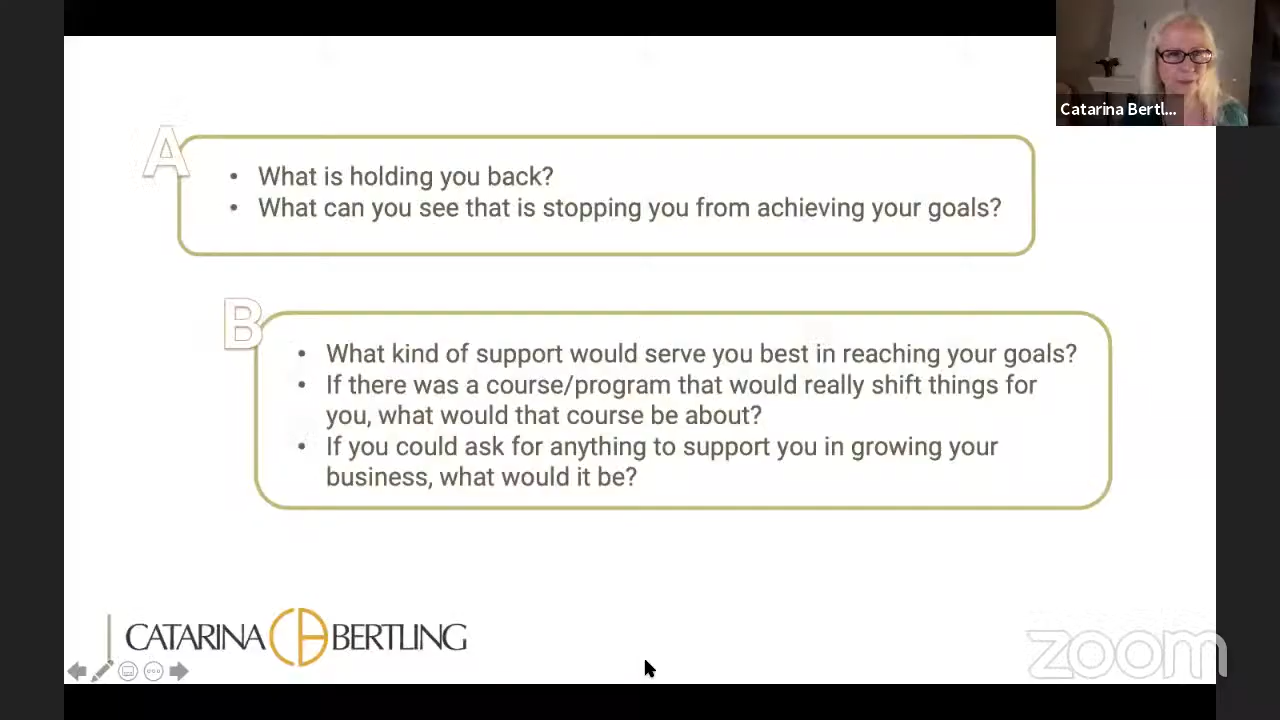 Catarina Bertl...
A
• What is holding you back?
• What can you see that is stopping you from achieving your goals?
B
• What kind of support would serve you best in reaching your goals?
• If there was a course/program that would really shift things for
you, what would that course be about?
• If you could ask for anything to support you in growing your
business, what would it be?
CATARINA CB BERTLING
zoom